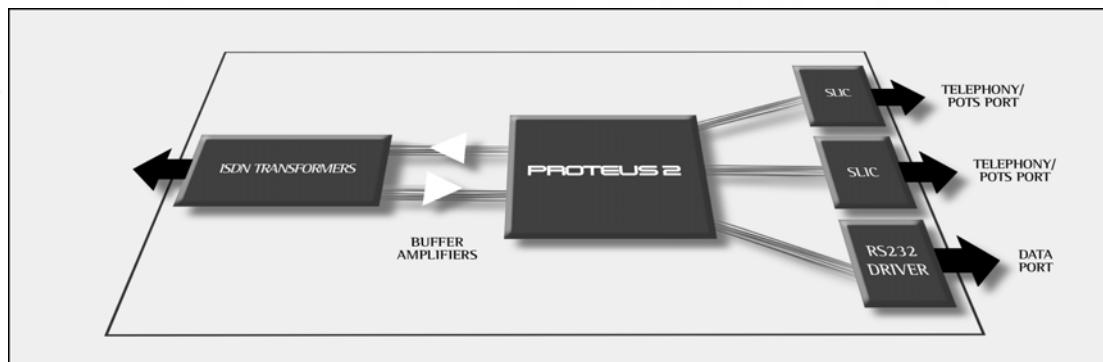 SLIC
TELEPHONY/
POTS PORT
ISDN TRANSFORMERS
PROTEUS 2
SLIC
TELEPHONY/
POTS PORT
BUFFER
AMPLIFIERS
RS232
DRIVER
DATA
PORT